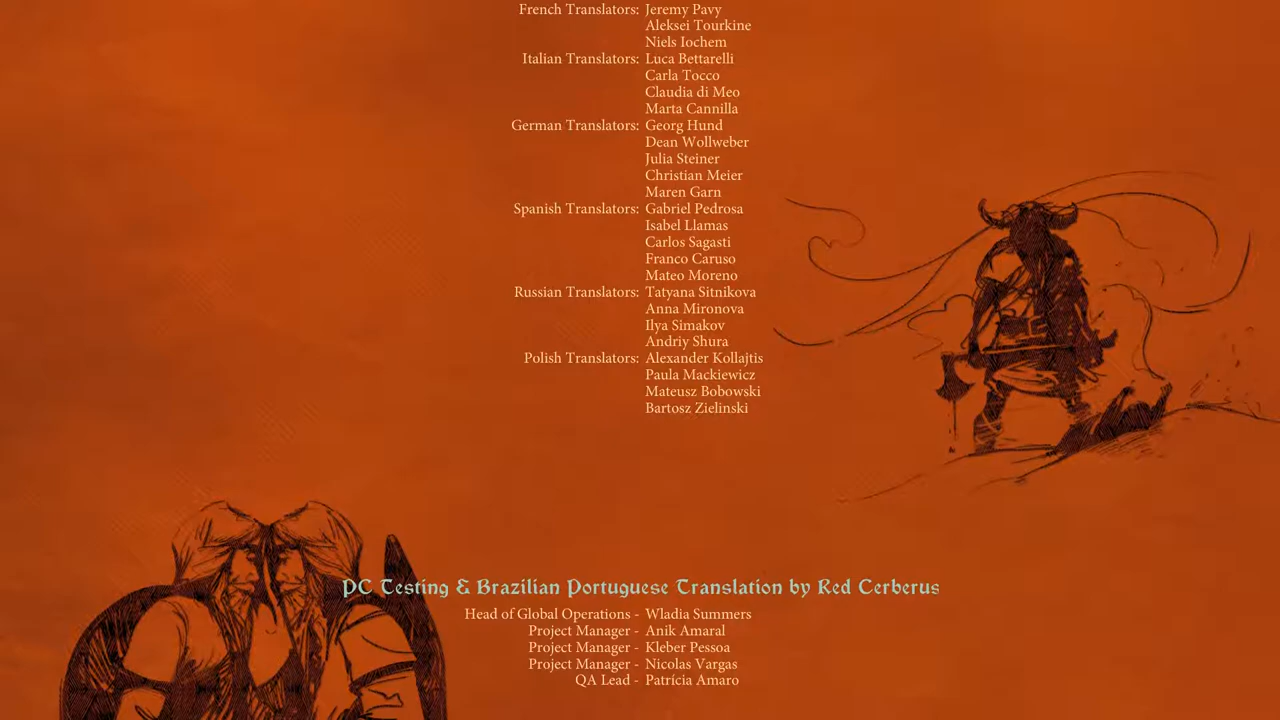 French Translators: Jeremy Pavy
Aleksei Tourkine
Niels Iochem
Italian Translators: Luca Bettarelli
Carla Tocco
Claudia di Meo
Marta Cannilla
German Translators: Georg Hund
Dean Wollweber
Julia Steiner
Christian Meier
Maren Garn
Spanish Translators: Gabriel Pedrosa
Isabel Llamas
Carlos Sagasti
Franco Caruso
Mateo Moreno
Russian Translators: Tatyana Sitnikova
Anna Mironova
Ilya Simakov
Andriy Shura
Polish Translators: Alexander Kollajtis
Paula Mackiewicz
Mateusz Bobowski
Bartosz Zielinski
PC Testing & Brazilian Portuguese Translation by Red Cerberus
Head of Global Operations - Wladia Summers
Project Manager - Anik Amaral
Project Manager - Kleber Pessoa
Project Manager - Nicolas Vargas
QA Lead - Patrícia Amaro